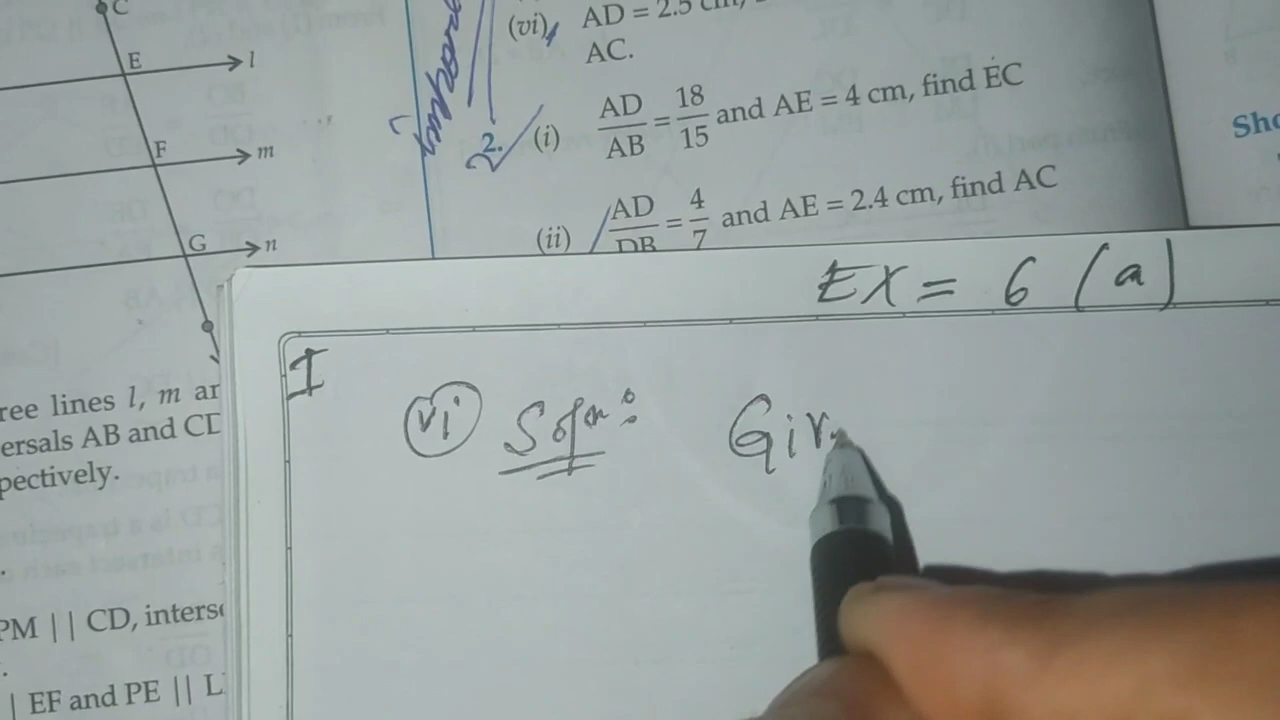 C
E
l
F
m
G
n
ree lines l, m ar
ersals AB and CD
pectively.
PM || CD, interse
| EF and PE || L
(vi) AD = 2.5 cm,
AC.
2. (i) AD/AB = 18/15 and AE = 4 cm, find EC
(ii) AD/DB = 4/7 and AE = 2.4 cm, find AC
Sho
EX = 6 (a)
I
(vi) Soln: Giv